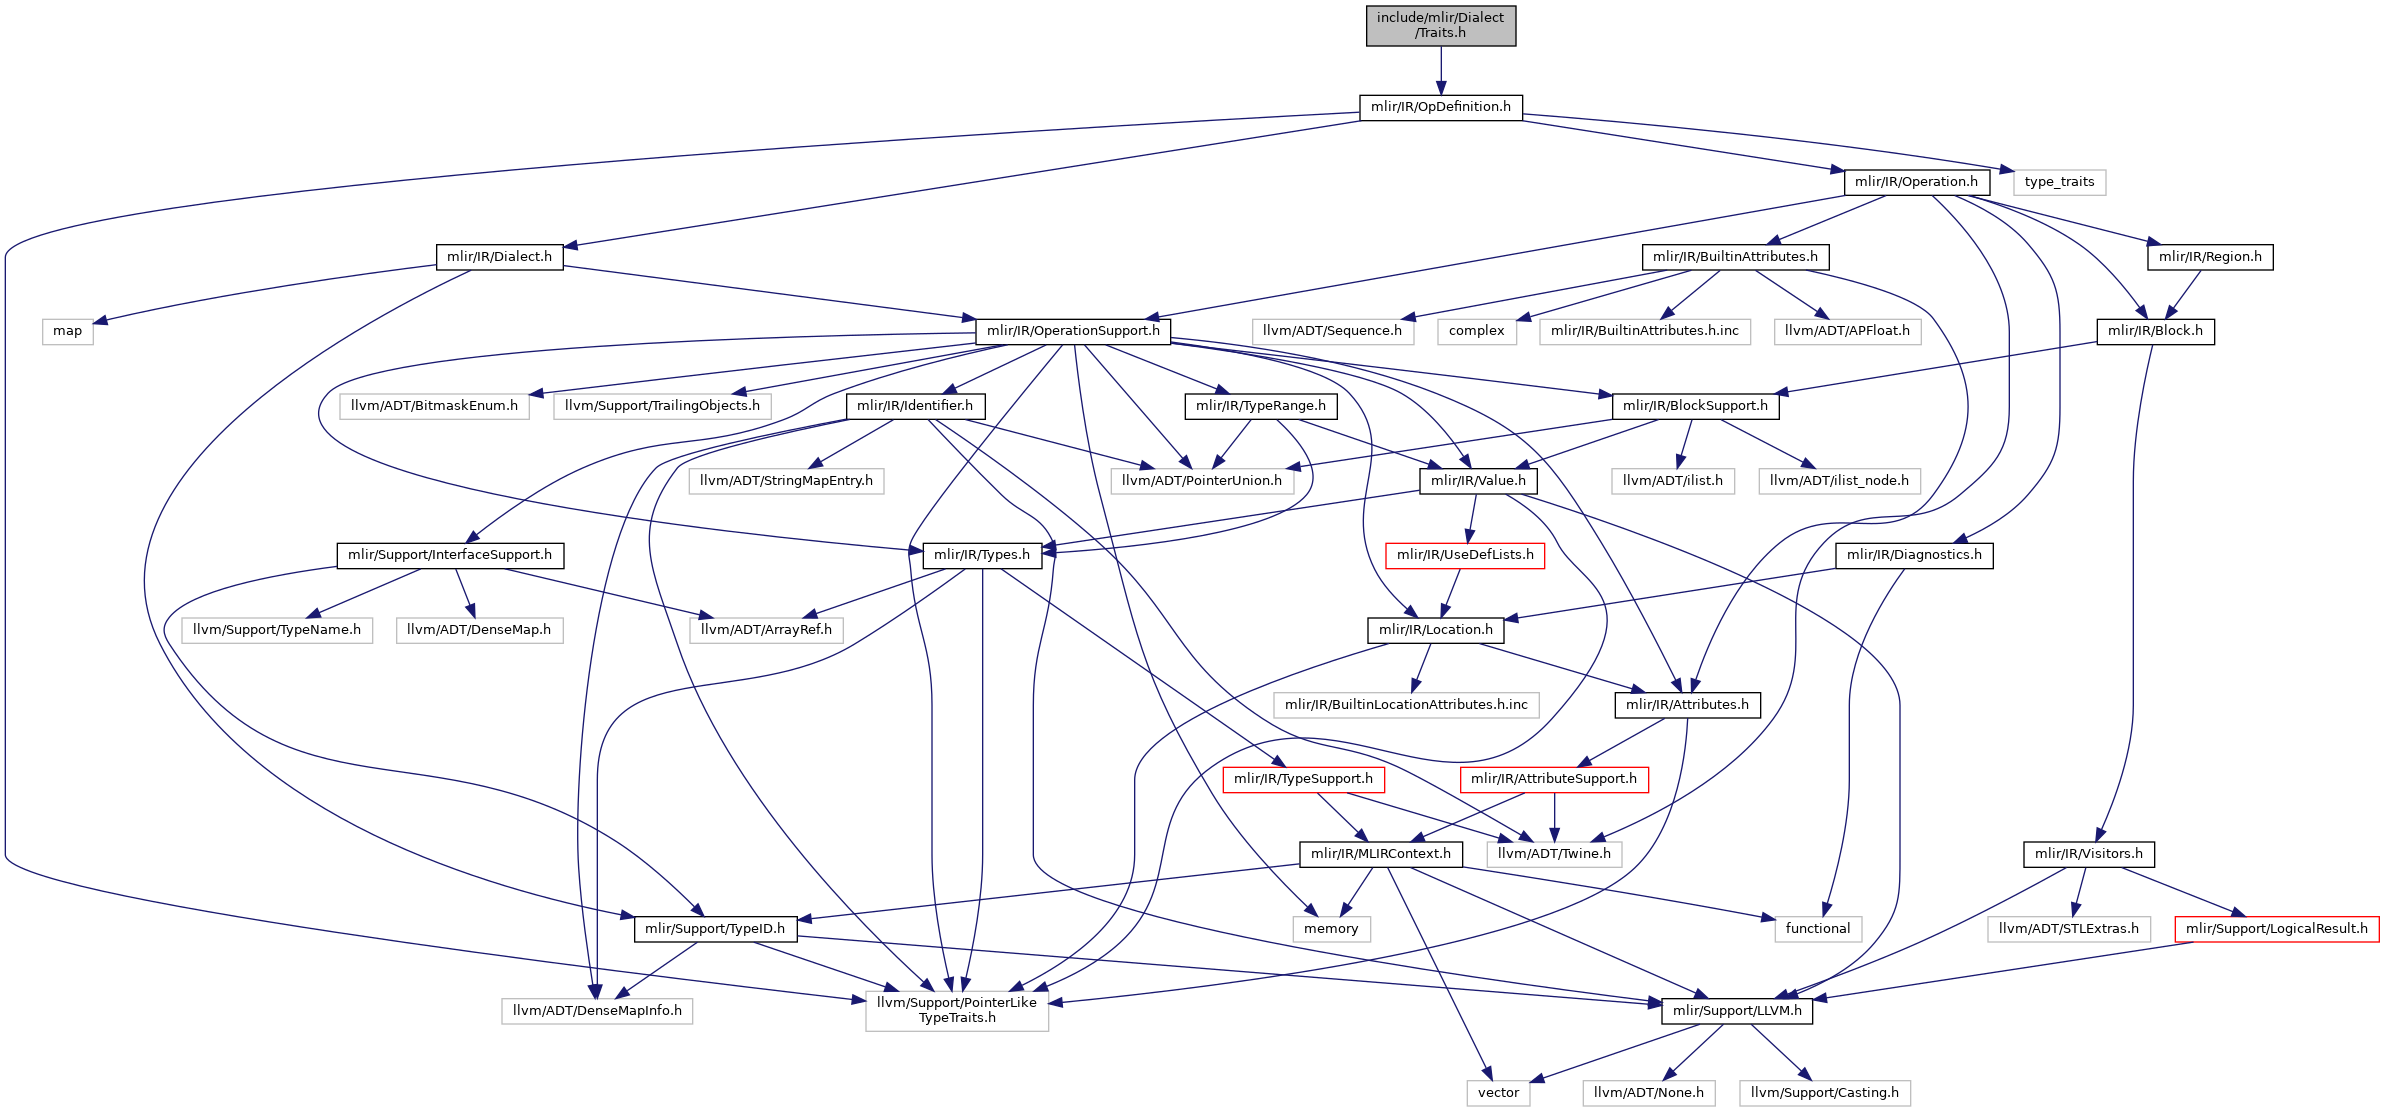 include/mlir/Dialect
/Traits.h
mlir/IR/OpDefinition.h
mlir/IR/Operation.h
type_traits
mlir/IR/Dialect.h
mlir/IR/BuiltinAttributes.h
mlir/IR/Region.h
map
mlir/IR/OperationSupport.h
llvm/ADT/Sequence.h
complex
mlir/IR/BuiltinAttributes.h.inc
llvm/ADT/APFloat.h
mlir/IR/Block.h
llvm/ADT/BitmaskEnum.h
llvm/Support/TrailingObjects.h
mlir/IR/Identifier.h
mlir/IR/TypeRange.h
mlir/IR/BlockSupport.h
llvm/ADT/StringMapEntry.h
llvm/ADT/PointerUnion.h
mlir/IR/Value.h
llvm/ADT/ilist.h
llvm/ADT/ilist_node.h
mlir/Support/InterfaceSupport.h
mlir/IR/Types.h
mlir/IR/UseDefLists.h
mlir/IR/Diagnostics.h
llvm/Support/TypeName.h
llvm/ADT/DenseMap.h
llvm/ADT/ArrayRef.h
mlir/IR/Location.h
mlir/IR/BuiltinLocationAttributes.h.inc
mlir/IR/Attributes.h
mlir/IR/TypeSupport.h
mlir/IR/AttributeSupport.h
mlir/IR/MLIRContext.h
llvm/ADT/Twine.h
mlir/IR/Visitors.h
mlir/Support/TypeID.h
memory
functional
llvm/ADT/STLExtras.h
mlir/Support/LogicalResult.h
llvm/ADT/DenseMapInfo.h
llvm/Support/PointerLike
TypeTraits.h
mlir/Support/LLVM.h
vector
llvm/ADT/None.h
llvm/Support/Casting.h